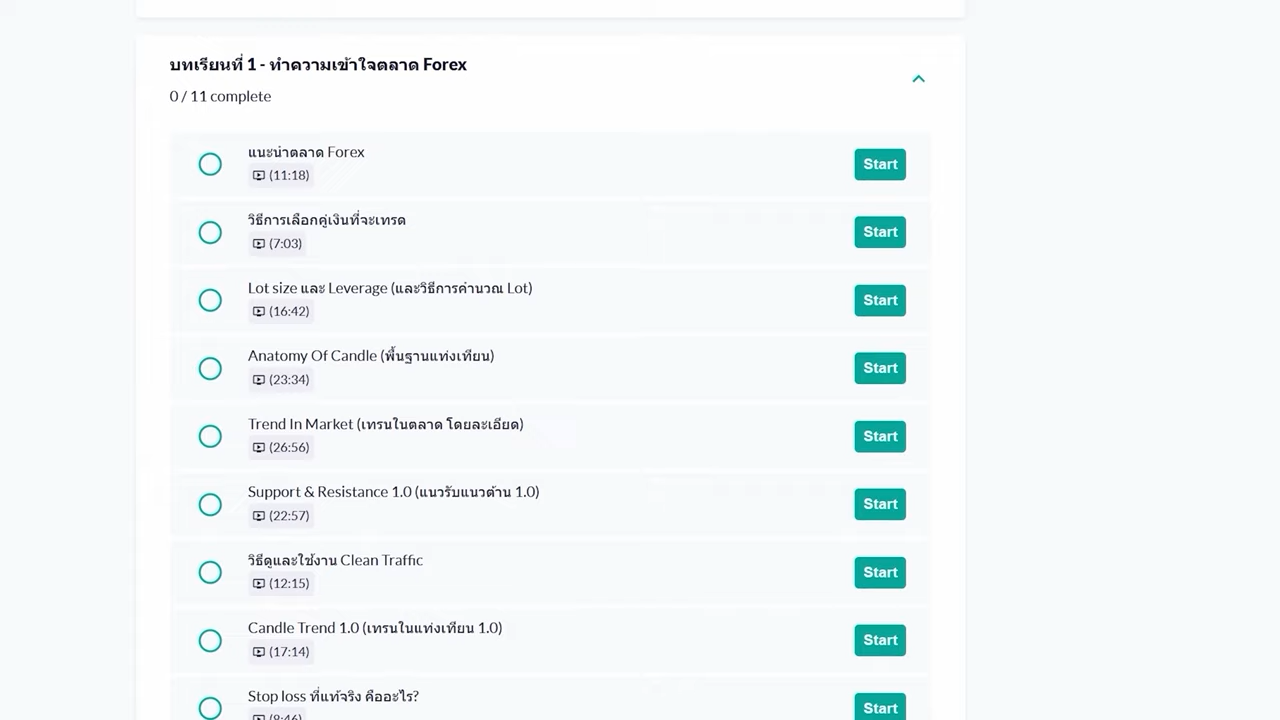 บทเรียนที่ 1 - ทำความเข้าใจตลาด Forex
0 / 11 complete
แนะนำตลาด Forex
(11:18)
Start
วิธีการเลือกคู่เงินที่จะเทรด
(7:03)
Start
Lot size และ Leverage (และวิธีการคำนวณ Lot)
(16:42)
Start
Anatomy Of Candle (พื้นฐานแท่งเทียน)
(23:34)
Start
Trend In Market (เทรนในตลาด โดยละเอียด)
(26:56)
Start
Support & Resistance 1.0 (แนวรับแนวต้าน 1.0)
(22:57)
Start
วิธีดูและใช้งาน Clean Traffic
(12:15)
Start
Candle Trend 1.0 (เทรนในแท่งเทียน 1.0)
(17:14)
Start
Stop loss ที่แท้จริง คืออะไร?
(8:46)
Start